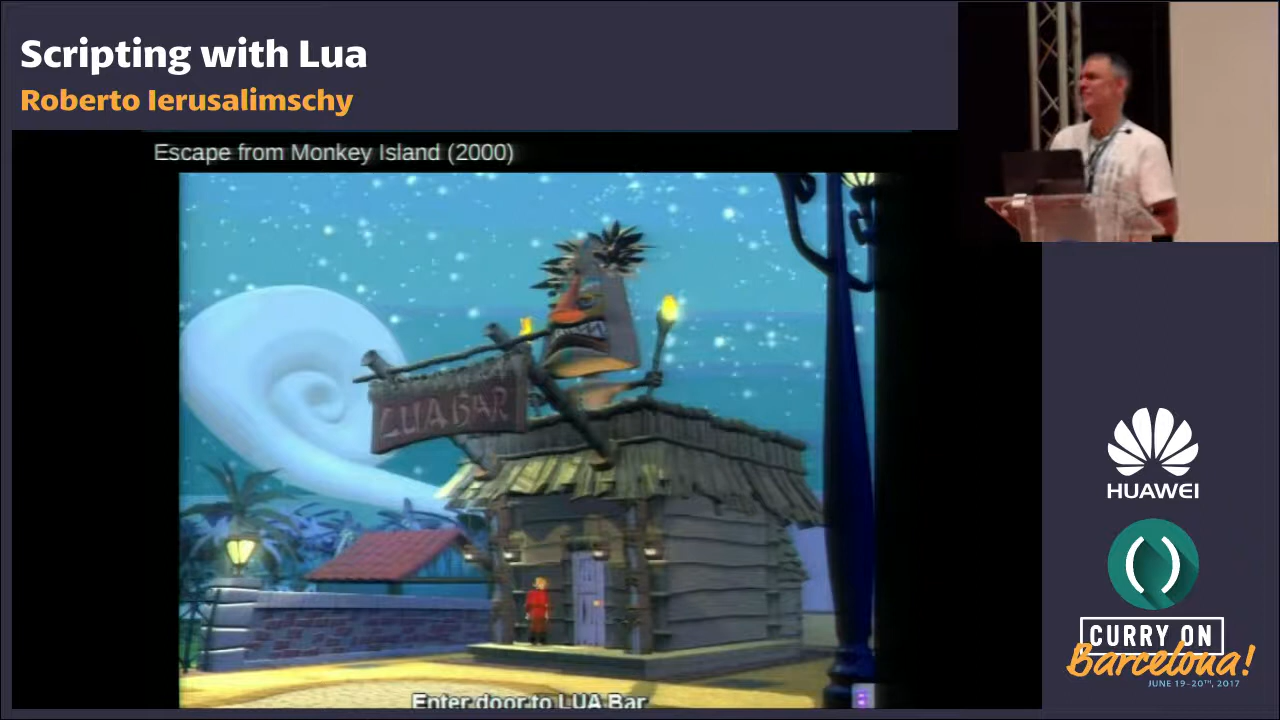 Scripting with Lua
Roberto Ierusalimschy
Escape from Monkey Island (2000)
LUA BAR
Enter door to LUA Bar
HUAWEI
( )
CURRY ON
Barcelona!
JUNE 19-20TH, 2017